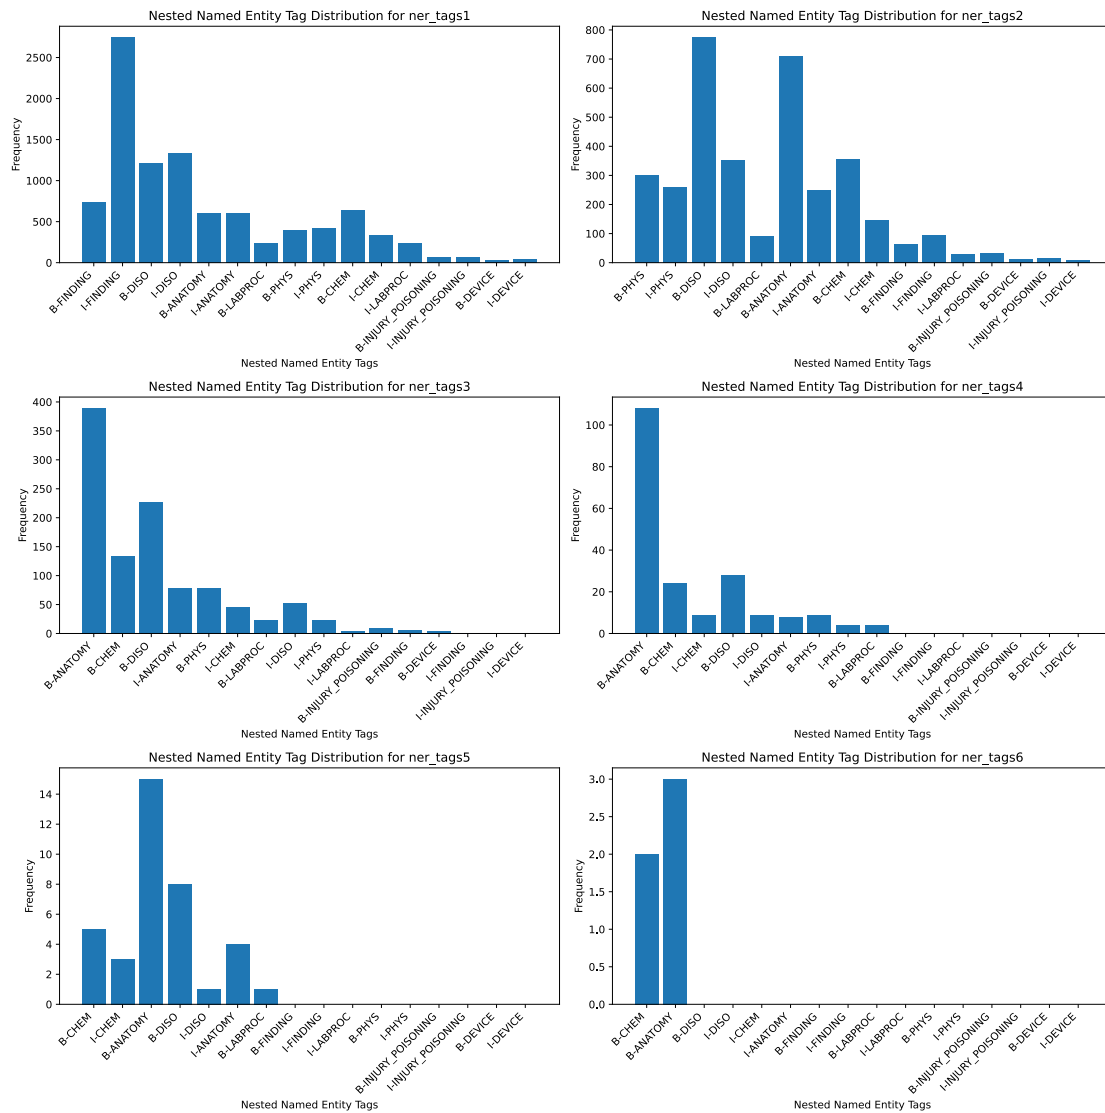 Nested Named Entity Tag Distribution for ner_tags1
Frequency
2500
2000
1500
1000
500
0
B-FINDING
I-FINDING
B-DISO
I-DISO
B-ANATOMY
I-ANATOMY
B-LABPROC
B-PHYS
I-PHYS
B-CHEM
I-CHEM
I-LABPROC
B-INJURY_POISONING
I-INJURY_POISONING
B-DEVICE
I-DEVICE
Nested Named Entity Tags
Nested Named Entity Tag Distribution for ner_tags2
Frequency
800
700
600
500
400
300
200
100
0
B-PHYS
I-PHYS
B-DISO
I-DISO
B-LABPROC
B-ANATOMY
I-ANATOMY
B-CHEM
I-CHEM
B-FINDING
I-FINDING
I-LABPROC
B-INJURY_POISONING
B-DEVICE
I-INJURY_POISONING
I-DEVICE
Nested Named Entity Tags
Nested Named Entity Tag Distribution for ner_tags3
Frequency
400
350
300
250
200
150
100
50
0
B-ANATOMY
B-CHEM
B-DISO
I-ANATOMY
B-PHYS
I-CHEM
B-LABPROC
I-DISO
I-PHYS
I-LABPROC
B-INJURY_POISONING
B-FINDING
B-DEVICE
I-FINDING
I-INJURY_POISONING
I-DEVICE
Nested Named Entity Tags
Nested Named Entity Tag Distribution for ner_tags4
Frequency
100
80
60
40
20
0
B-ANATOMY
B-CHEM
I-CHEM
B-DISO
I-DISO
I-ANATOMY
B-PHYS
I-PHYS
B-LABPROC
B-FINDING
I-FINDING
I-LABPROC
B-INJURY_POISONING
I-INJURY_POISONING
B-DEVICE
I-DEVICE
Nested Named Entity Tags
Nested Named Entity Tag Distribution for ner_tags5
Frequency
14
12
10
8
6
4
2
0
B-CHEM
I-CHEM
B-ANATOMY
B-DISO
I-DISO
I-ANATOMY
B-LABPROC
B-FINDING
I-FINDING
I-LABPROC
B-PHYS
I-PHYS
B-INJURY_POISONING
I-INJURY_POISONING
B-DEVICE
I-DEVICE
Nested Named Entity Tags
Nested Named Entity Tag Distribution for ner_tags6
Frequency
3.0
2.5
2.0
1.5
1.0
0.5
0.0
B-CHEM
B-ANATOMY
B-DISO
I-DISO
I-CHEM
I-ANATOMY
B-FINDING
I-FINDING
B-LABPROC
I-LABPROC
B-PHYS
I-PHYS
B-INJURY_POISONING
I-INJURY_POISONING
B-DEVICE
I-DEVICE
Nested Named Entity Tags